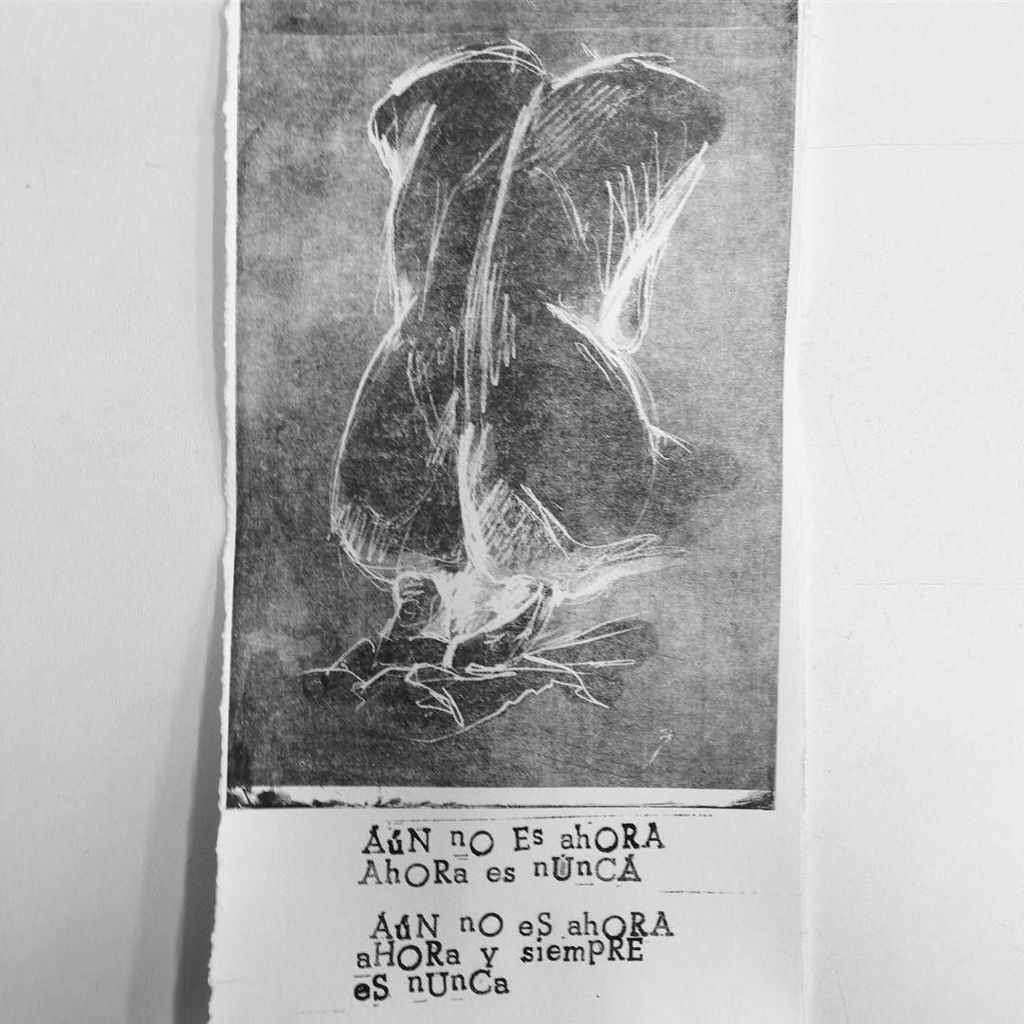 AúN nO Es ahORA
AhORa es nUnCA
AúN nO eS ahORA
aHORa y siempRE
eS nUnCa